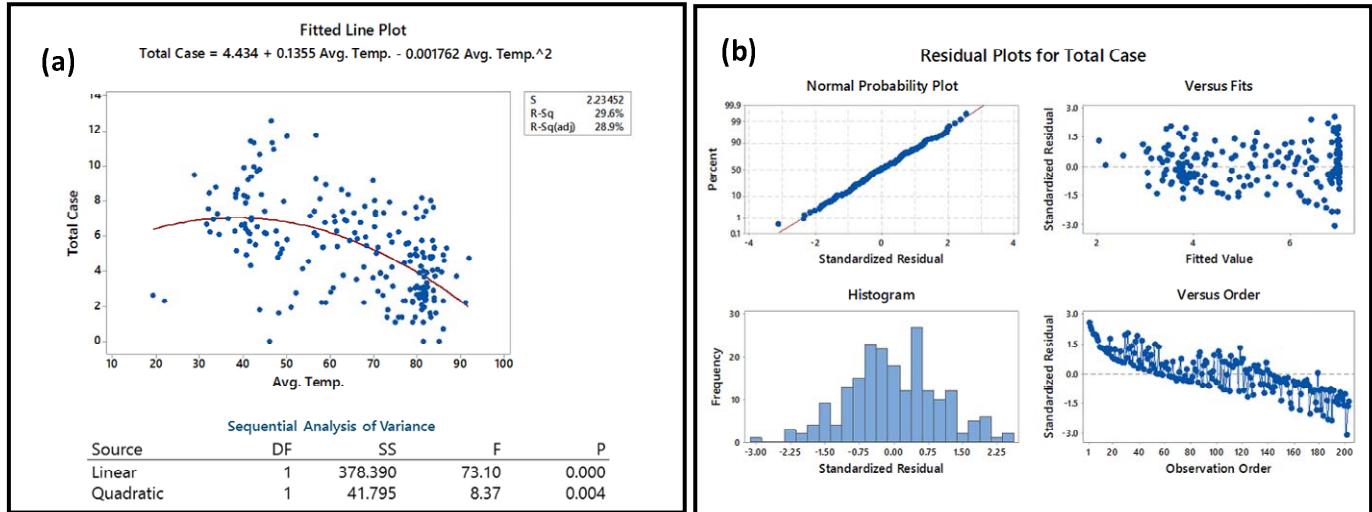 (a)
Fitted Line Plot
Total Case = 4.434 + 0.1355 Avg. Temp. - 0.001762 Avg. Temp.^2
S 2.23452
R-Sq 29.6%
R-Sq(adj) 28.9%
14
12
10
8
6
4
2
0
Total Case
10 20 30 40 50 60 70 80 90 100
Avg. Temp.
Sequential Analysis of Variance
Source DF SS F P
Linear 1 378.390 73.10 0.000
Quadratic 1 41.795 8.37 0.004
(b)
Residual Plots for Total Case
Normal Probability Plot
99.9
99
90
50
10
1
0.1
Percent
-4 -2 0 2 4
Standardized Residual
Versus Fits
3.0
1.5
0.0
-1.5
-3.0
Standardized Residual
2 4 6
Fitted Value
Histogram
30
20
10
0
Frequency
-3.00 -2.25 -1.50 -0.75 0.00 0.75 1.50 2.25
Standardized Residual
Versus Order
3.0
1.5
0.0
-1.5
-3.0
Standardized Residual
1 20 40 60 80 100 120 140 160 180 200
Observation Order